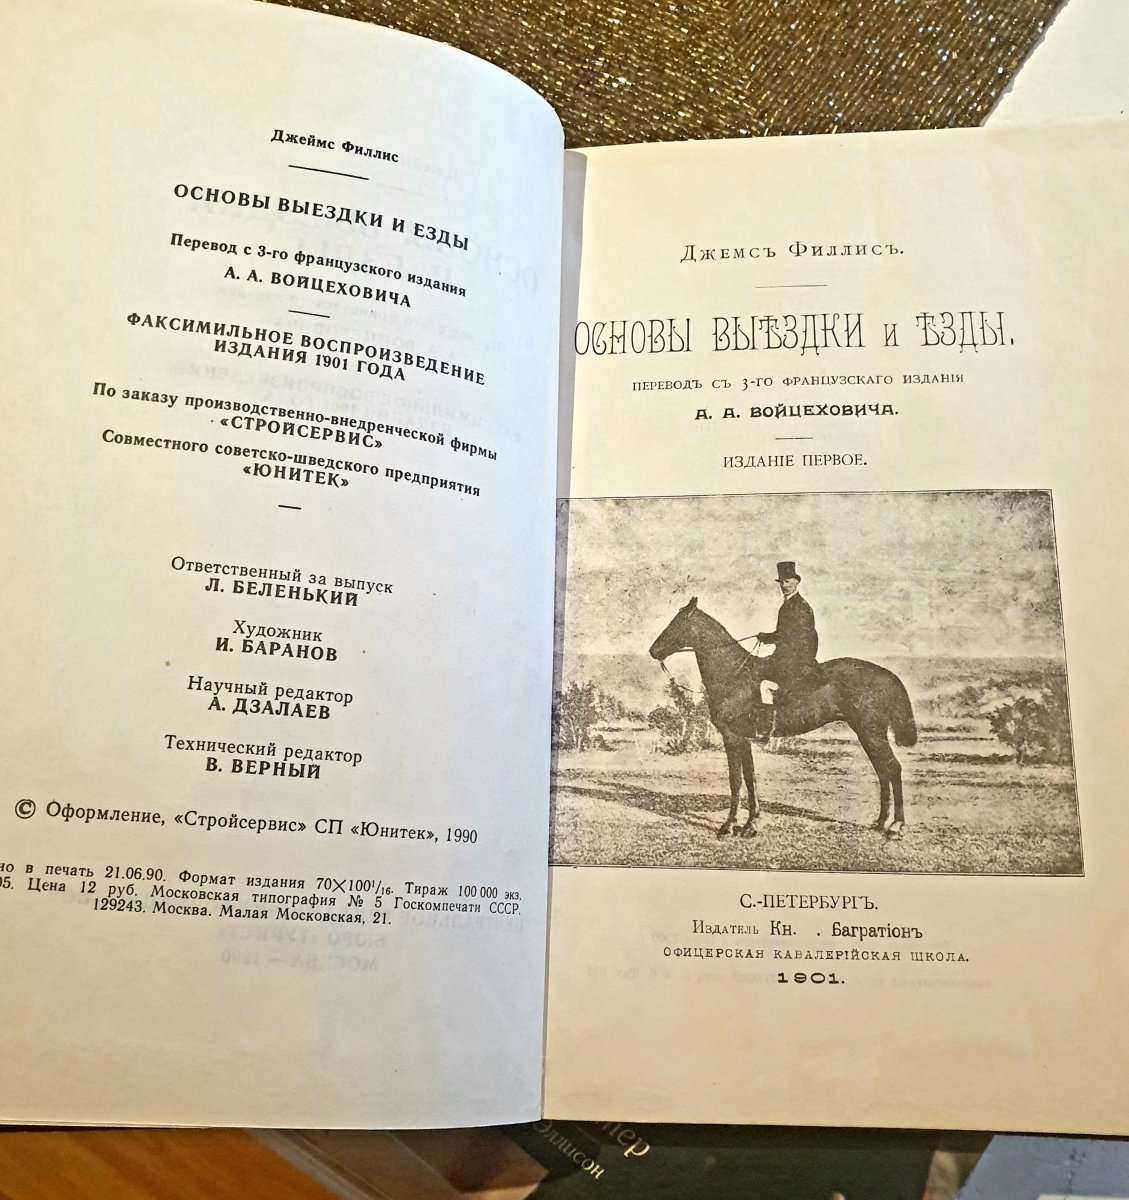 Джеймс Филлис
ОСНОВЫ ВЫЕЗДКИ И ЕЗДЫ
Перевод с 3-го французского издания
А. А. ВОЙЦЕХОВИЧА
ФАКСИМИЛЬНОЕ ВОСПРОИЗВЕДЕНИЕ
ИЗДАНИЯ 1901 ГОДА
По заказу производственно-внедренческой фирмы
«СТРОЙСЕРВИС»
Совместного советско-шведского предприятия
«ЮНИТЕК»
Ответственный за выпуск
Л. БЕЛЕНЬКИЙ
Художник
И. БАРАНОВ
Научный редактор
А. ДЗАЛАЕВ
Технический редактор
В. ВЕРНЫЙ
© Оформление, «Стройсервис» СП «Юнитек», 1990
в печать 21.06.90. Формат издания 70×100¹/₁₆. Тираж 100 000 экз.
Цена 12 руб. Московская типография № 5 Госкомпечати СССР.
129243. Москва. Малая Московская, 21.
Джемсъ Филлисъ.
ОСНОВЫ ВЫѢЗДКИ И ѢЗДЫ.
ПЕРЕВОДЪ СЪ 3-ГО ФРАНЦУЗСКАГО ИЗДАНІЯ
А. А. ВОЙЦЕХОВИЧА.
ИЗДАНІЕ ПЕРВОЕ.
С.-ПЕТЕРБУРГЪ.
Издатель Кн. . Багратіонъ
ОФИЦЕРСКАЯ КАВАЛЕРІЙСКАЯ ШКОЛА.
1901.
Эллисон